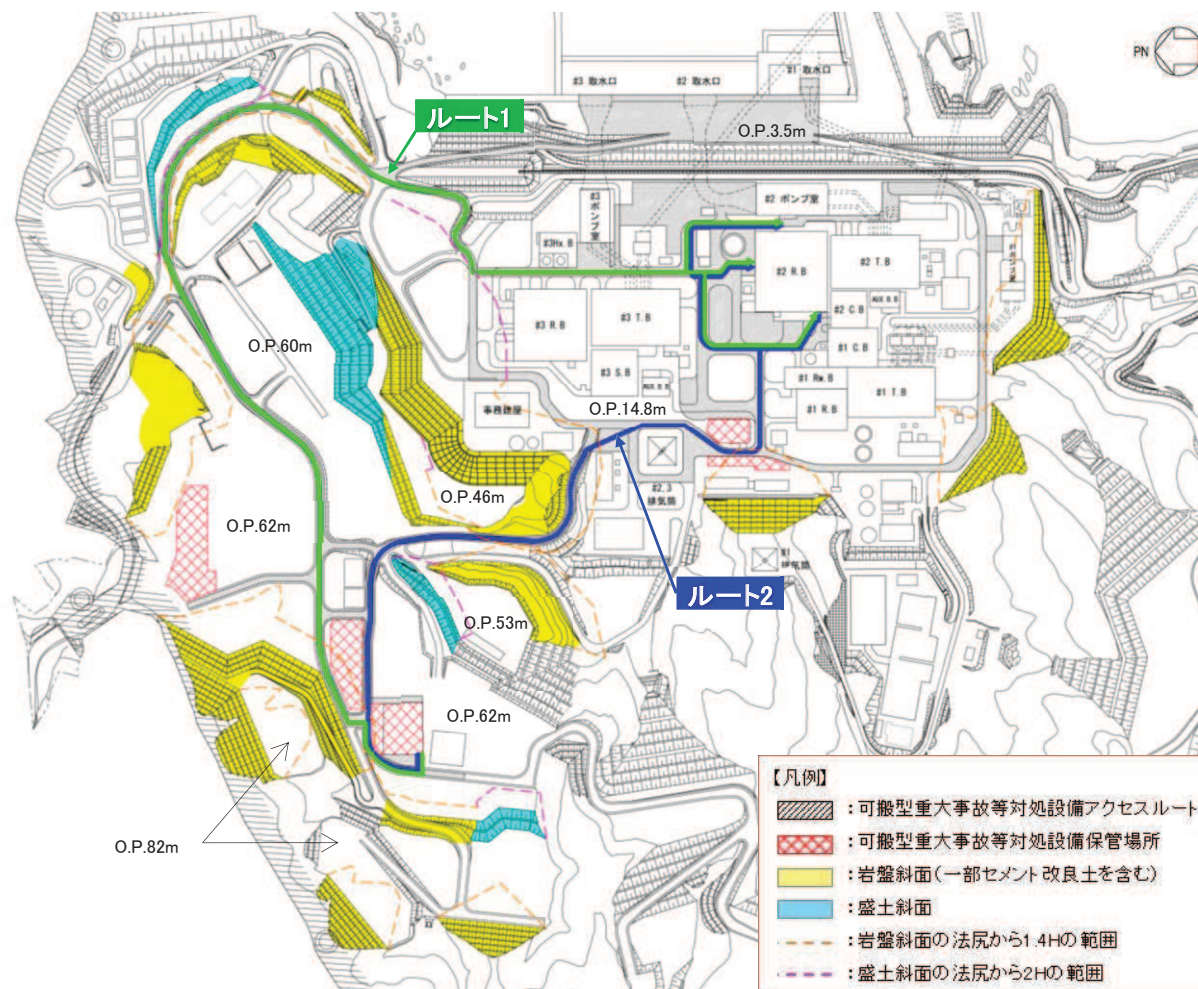 PN
#3 取水口
#2 取水口
#1 取水口
ルート1
O.P.3.5m
#3 ポンプ室
#2 ポンプ室
#3Hx.B
#2 R.B
#2 T.B
AUX.B.B
#2 C.B
#3 R.B
#3 T.B
#1 C.B
O.P.60m
#3 S.B
AUX.B.B
#1 Rw.B
#1 R.B
#1 T.B
事務建屋
O.P.14.8m
O.P.46m
#2,3
排気筒
#1
排気筒
O.P.62m
ルート2
O.P.53m
O.P.62m
O.P.82m
【凡例】
:可搬型重大事故等対処設備アクセスルート
:可搬型重大事故等対処設備保管場所
:岩盤斜面(一部セメント改良土を含む)
:盛土斜面
:岩盤斜面の法尻から1.4Hの範囲
:盛土斜面の法尻から2Hの範囲